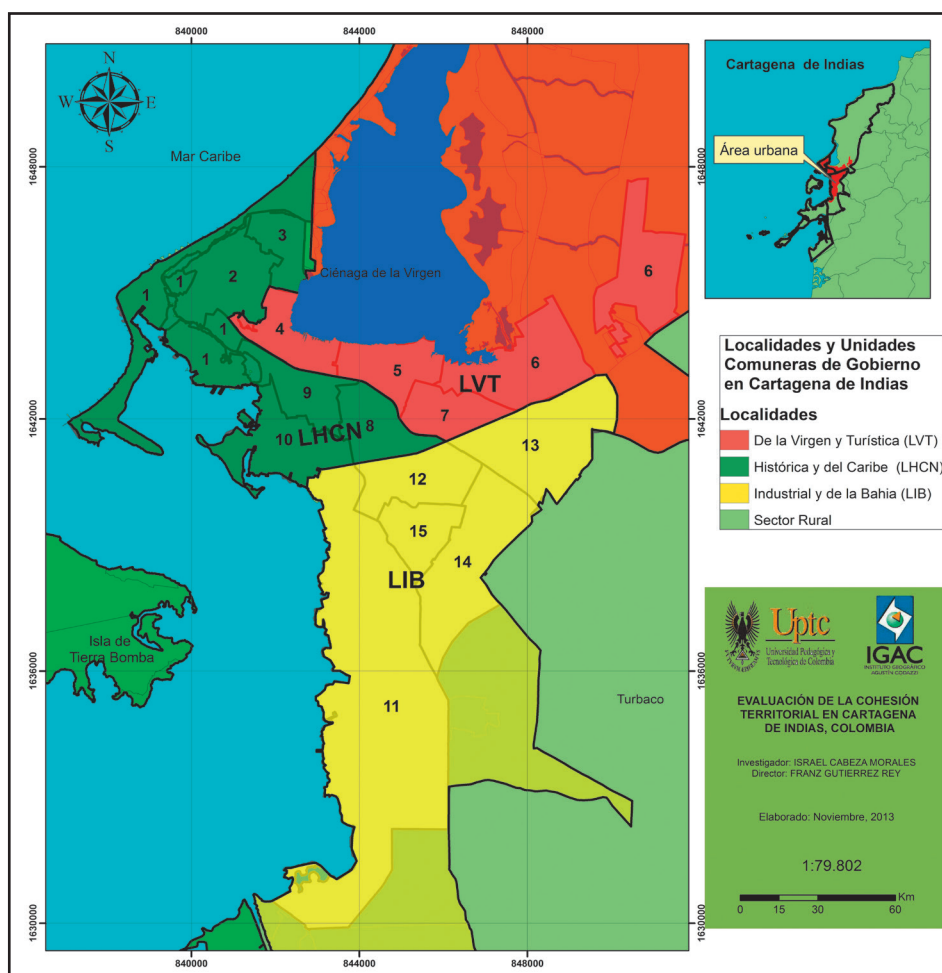 840000
844000
848000
N
W
E
S
Mar Caribe
1648000
1648000
3
2
1
1
Ciénaga de la Virgen
6
4
1
1
5
6
LVT
9
7
1642000
1642000
10
LHCN
8
13
12
15
14
LIB
Isla de
Tierra Bomba
1636000
1636000
Turbaco
11
1630000
1630000
840000
844000
848000
Cartagena de Indias
Área urbana
Localidades y Unidades
Comuneras de Gobierno
en Cartagena de Indias
Localidades
De la Virgen y Turística (LVT)
Histórica y del Caribe (LHCN)
Industrial y de la Bahia (LIB)
Sector Rural
Uptc
Universidad Pedagógica y
Tecnológica de Colombia
IGAC
INSTITUTO GEOGRÁFICO
AGUSTÍN CODAZZI
EVALUACIÓN DE LA COHESIÓN
TERRITORIAL EN CARTAGENA
DE INDIAS, COLOMBIA
Investigador: ISRAEL CABEZA MORALES
Director: FRANZ GUTIERREZ REY
Elaborado: Noviembre, 2013
1:79.802
Km
0 15 30 60